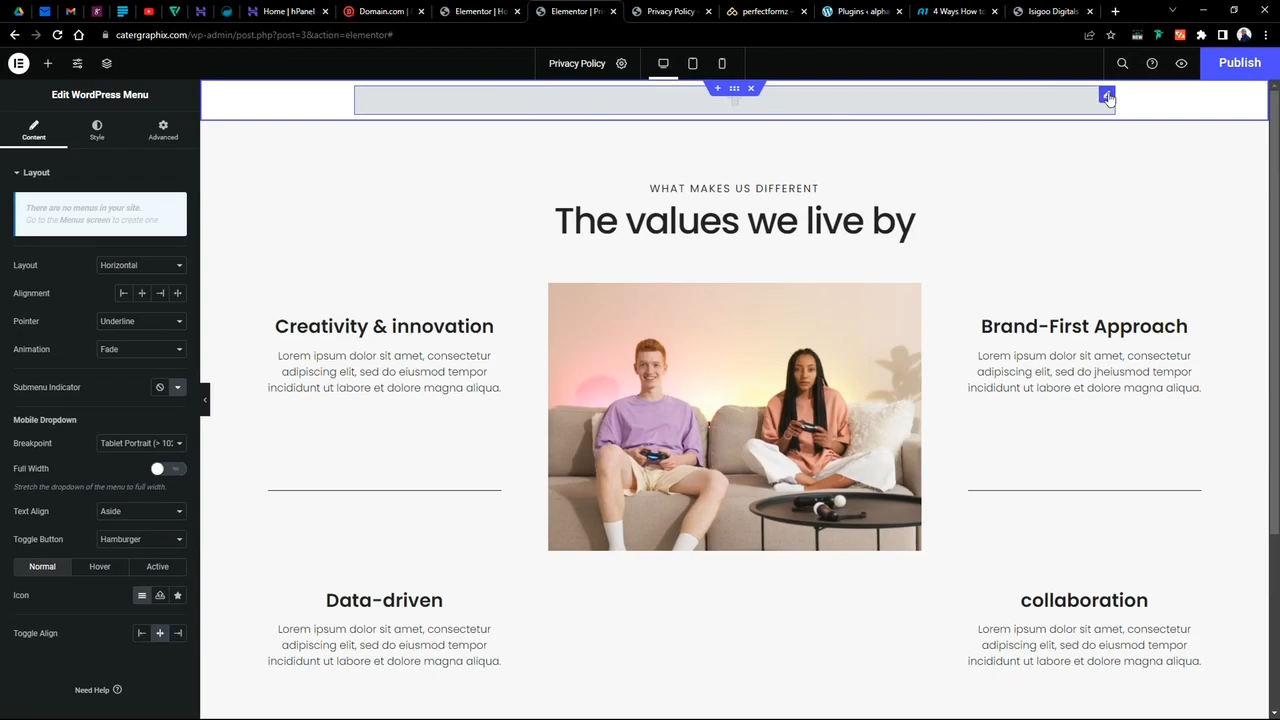 Home | hPanel
Domain.com |
Elementor | Ho
Elementor | Pri
Privacy Policy -
perfectformz –
Plugins ‹ alpha
4 Ways How to
Isigoo Digitals
catergraphix.com/wp-admin/post.php?post=3&action=elementor#
Privacy Policy
Publish
Edit WordPress Menu
Content
Style
Advanced
Layout
There are no menus in your site.
Go to the Menus screen to create one.
Layout
Horizontal
Alignment
Pointer
Underline
Animation
Fade
Submenu Indicator
Mobile Dropdown
Breakpoint
Tablet Portrait (> 102
Full Width
No
Stretch the dropdown of the menu to full width.
Text Align
Aside
Toggle Button
Hamburger
Normal
Hover
Active
Icon
Toggle Align
Need Help
WHAT MAKES US DIFFERENT
The values we live by
Creativity & innovation
Lorem ipsum dolor sit amet, consectetur
adipiscing elit, sed do eiusmod tempor
incididunt ut labore et dolore magna aliqua.
Brand-First Approach
Lorem ipsum dolor sit amet, consectetur
adipiscing elit, sed do jheiusmod tempor
incididunt ut labore et dolore magna aliqua.
Data-driven
Lorem ipsum dolor sit amet, consectetur
adipiscing elit, sed do eiusmod tempor
incididunt ut labore et dolore magna aliqua.
collaboration
Lorem ipsum dolor sit amet, consectetur
adipiscing elit, sed do eiusmod tempor
incididunt ut labore et dolore magna aliqua.